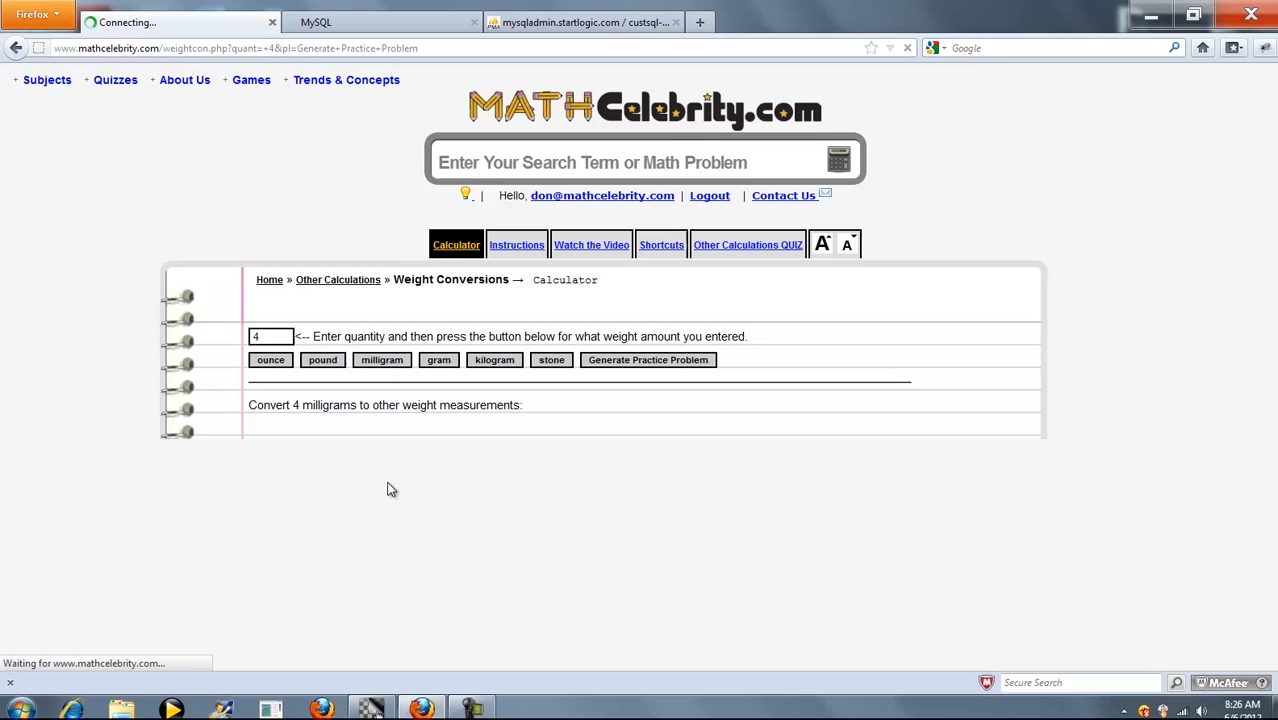 Firefox
Connecting...
MySQL
mysqladmin.startlogic.com / custsql-...
www.mathcelebrity.com/weightcon.php?quant=+4&pl=Generate+Practice+Problem
Google
+ Subjects + Quizzes + About Us + Games + Trends & Concepts
MATHCelebrity.com
Enter Your Search Term or Math Problem
| Hello, don@mathcelebrity.com | Logout | Contact Us
Calculator Instructions Watch the Video Shortcuts Other Calculations QUIZ A A
Home » Other Calculations » Weight Conversions → Calculator
4 <-- Enter quantity and then press the button below for what weight amount you entered.
ounce pound milligram gram kilogram stone Generate Practice Problem
Convert 4 milligrams to other weight measurements:
Waiting for www.mathcelebrity.com...
Secure Search
McAfee
8:26 AM
6/6/2012